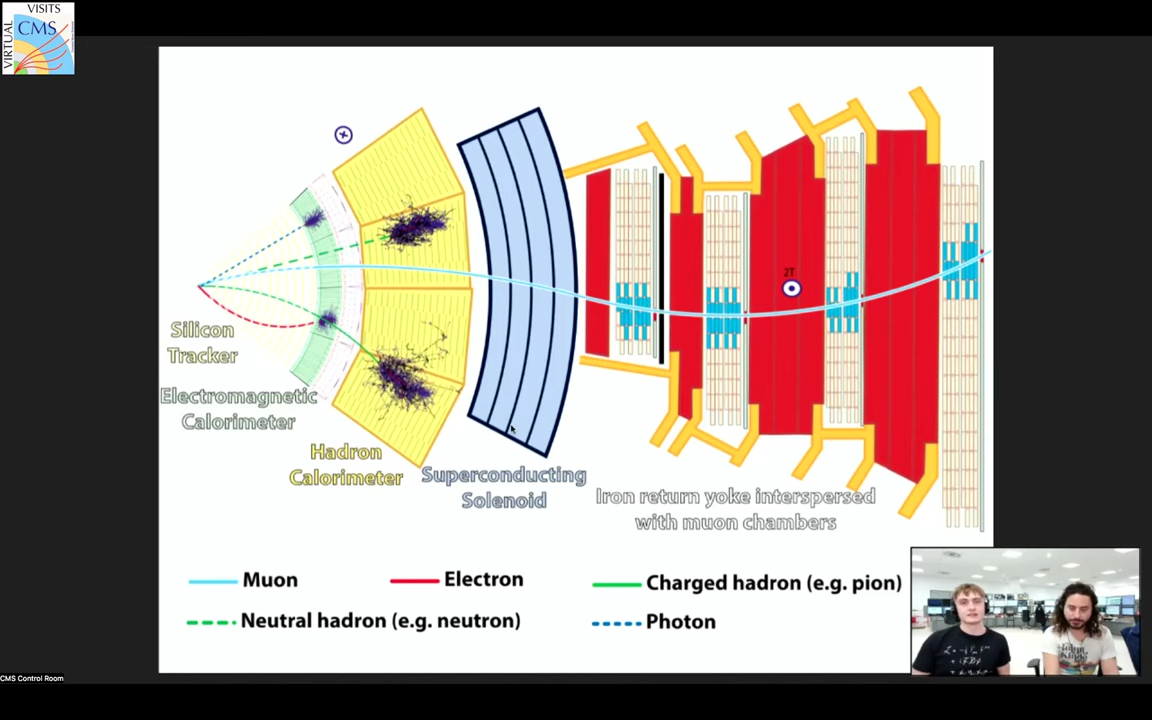 VISITS
CMS
VIRTUAL
2T
Silicon
Tracker
Electromagnetic
Calorimeter
Hadron
Calorimeter
Superconducting
Solenoid
Iron return yoke interspersed
with muon chambers
Muon
Electron
Charged hadron (e.g. pion)
Neutral hadron (e.g. neutron)
Photon
CMS Control Room